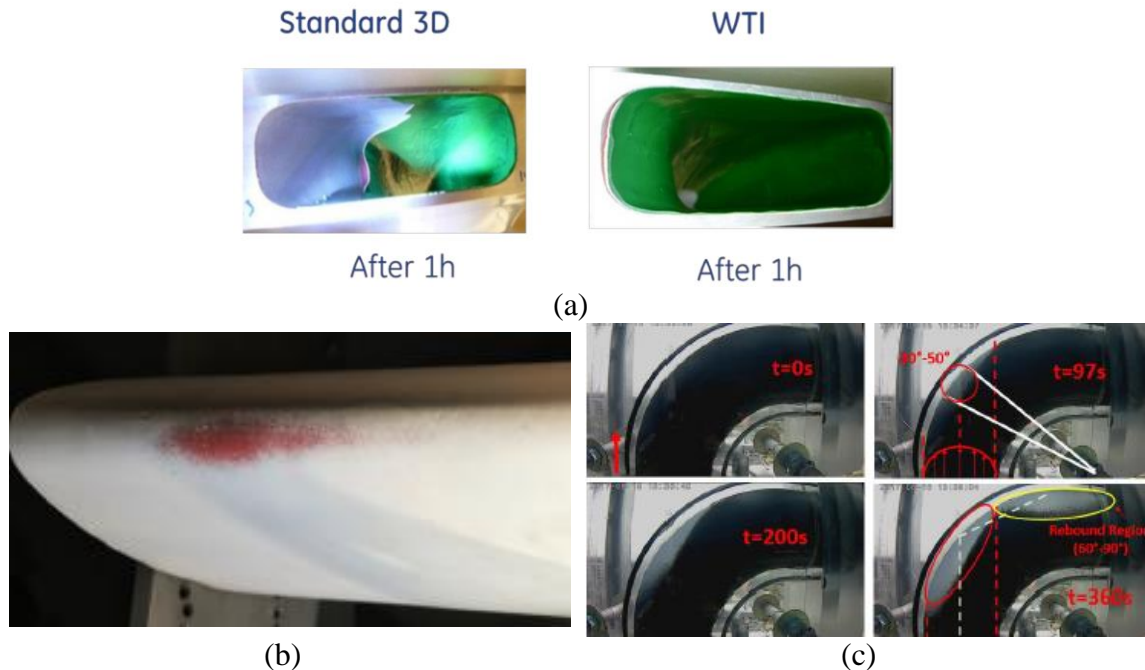 Standard 3D
WTI
After 1h
After 1h
(a)
t=0s
t=97s
t=200s
Rebound Region
(60°-90°)
t=360s
(b)
(c)